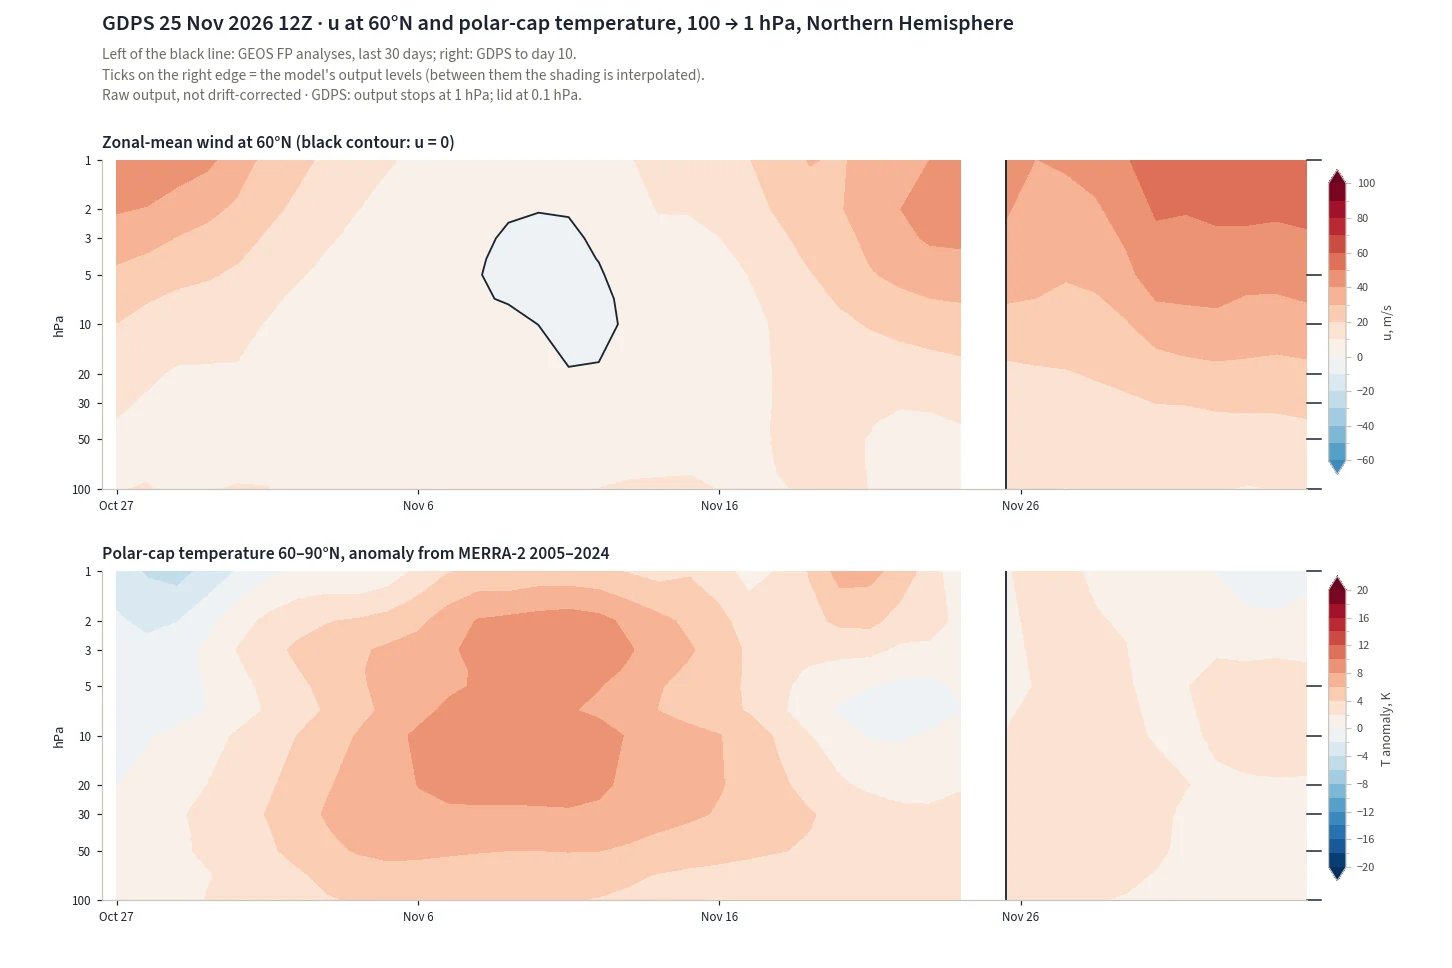 GDPS 25 Nov 2026 12Z · u at 60°N and polar-cap temperature, 100 → 1 hPa, Northern Hemisphere
Left of the black line: GEOS FP analyses, last 30 days; right: GDPS to day 10.
Ticks on the right edge = the model's output levels (between them the shading is interpolated).
Raw output, not drift-corrected · GDPS: output stops at 1 hPa; lid at 0.1 hPa.
Zonal-mean wind at 60°N (black contour: u = 0)
1
2
3
5
10
20
30
50
100
hPa
Oct 27
Nov 6
Nov 16
Nov 26
100
80
60
40
20
0
−20
−40
−60
u, m/s
Polar-cap temperature 60–90°N, anomaly from MERRA-2 2005–2024
1
2
3
5
10
20
30
50
100
hPa
Oct 27
Nov 6
Nov 16
Nov 26
20
16
12
8
4
0
−4
−8
−12
−16
−20
T anomaly, K